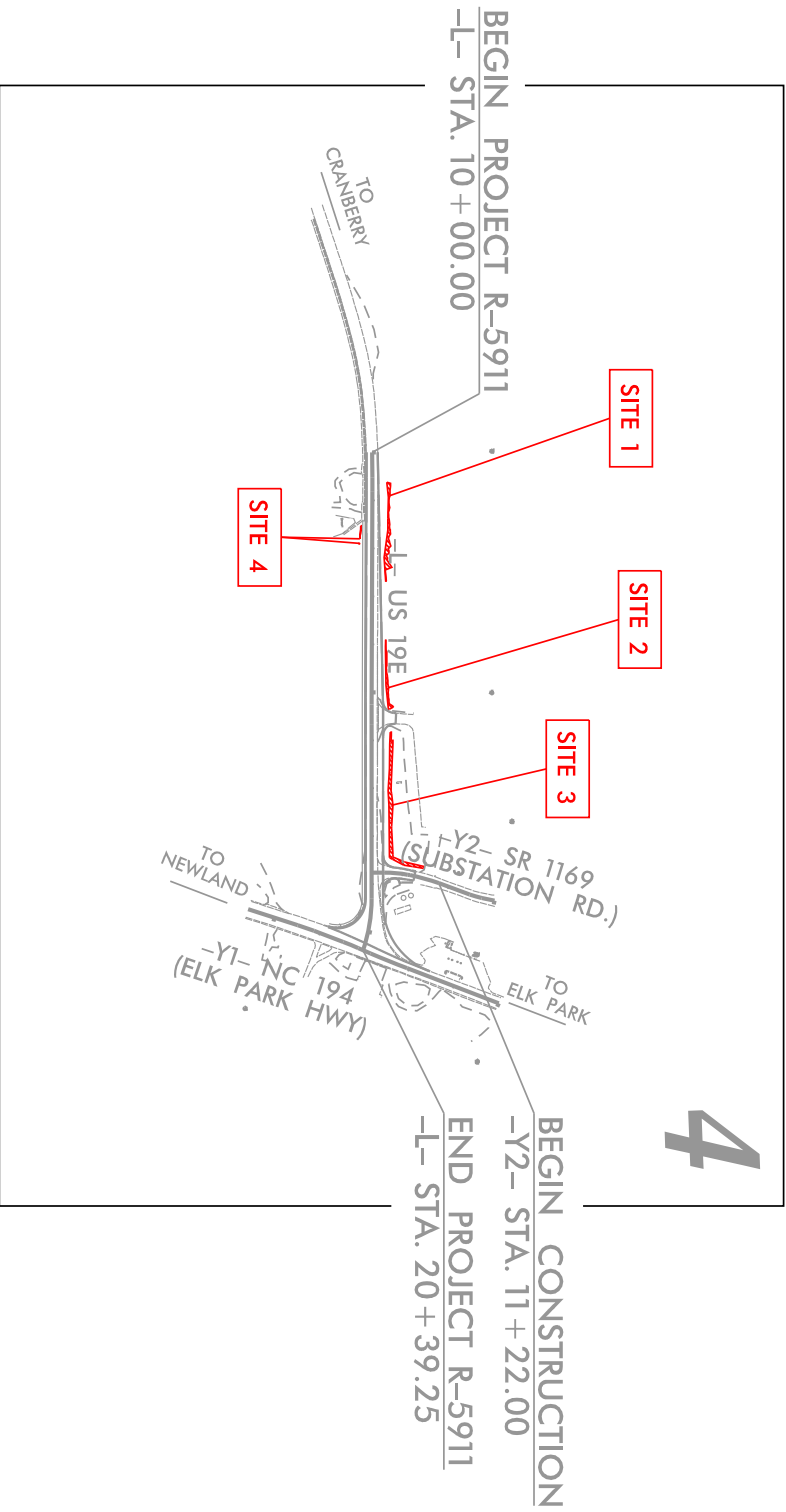 BEGIN PROJECT R–5911
–L– STA. 10+00.00
TO
CRANBERRY
SITE 1
SITE 4
–L– US 19E
SITE 2
SITE 3
–Y2– SR 1169
(SUBSTATION RD.)
TO
NEWLAND
–Y1– NC 194
(ELK PARK HWY)
TO
ELK PARK
4
BEGIN CONSTRUCTION
–Y2– STA. 11+22.00
END PROJECT R–5911
–L– STA. 20+39.25